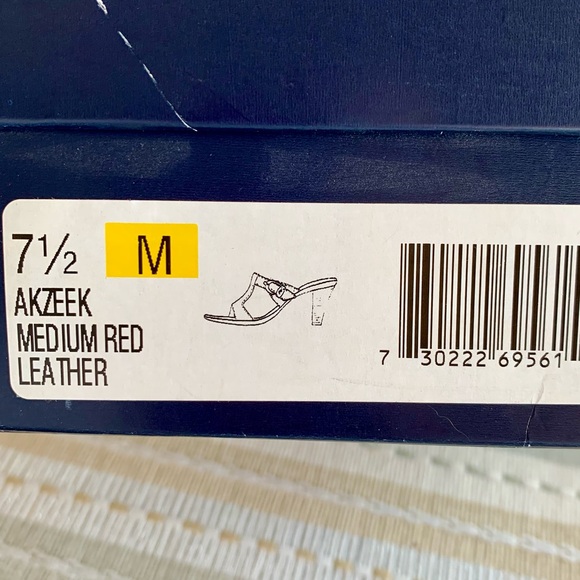 7½ M
AKZEEK
MEDIUM RED
LEATHER
7 30222 69561